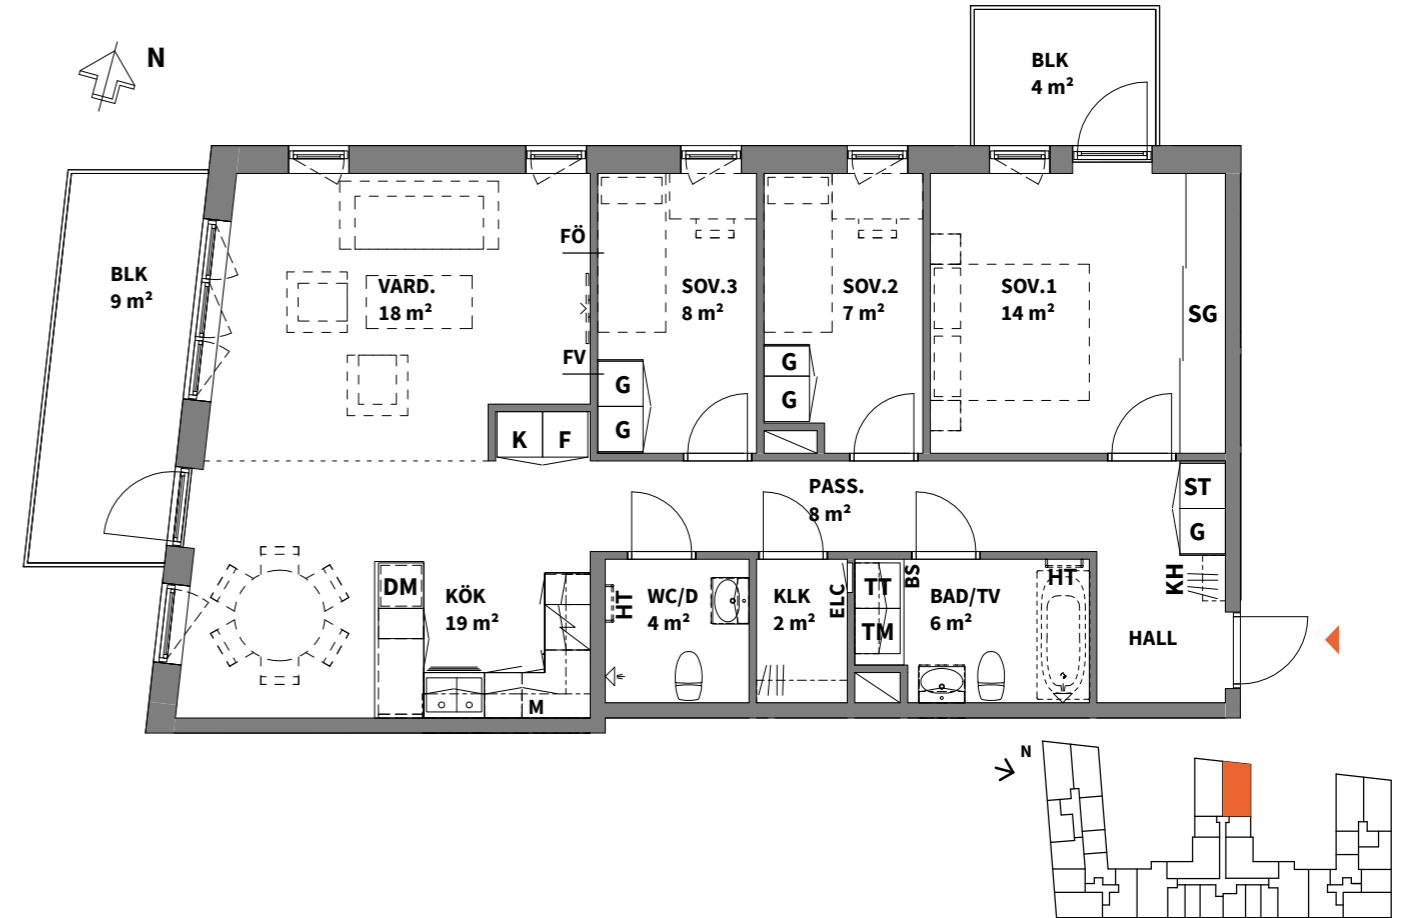 N
BLK
4 m²
BLK
9 m²
VARD.
18 m²
FÖ
FV
SOV.3
8 m²
SOV.2
7 m²
SOV.1
14 m²
SG
G
G
G
G
K
F
PASS.
8 m²
ST
G
KH
DM
KÖK
19 m²
M
HT
WC/D
4 m²
KLK
2 m²
ELC
TT
TM
BS
BAD/TV
6 m²
HT
HALL
N